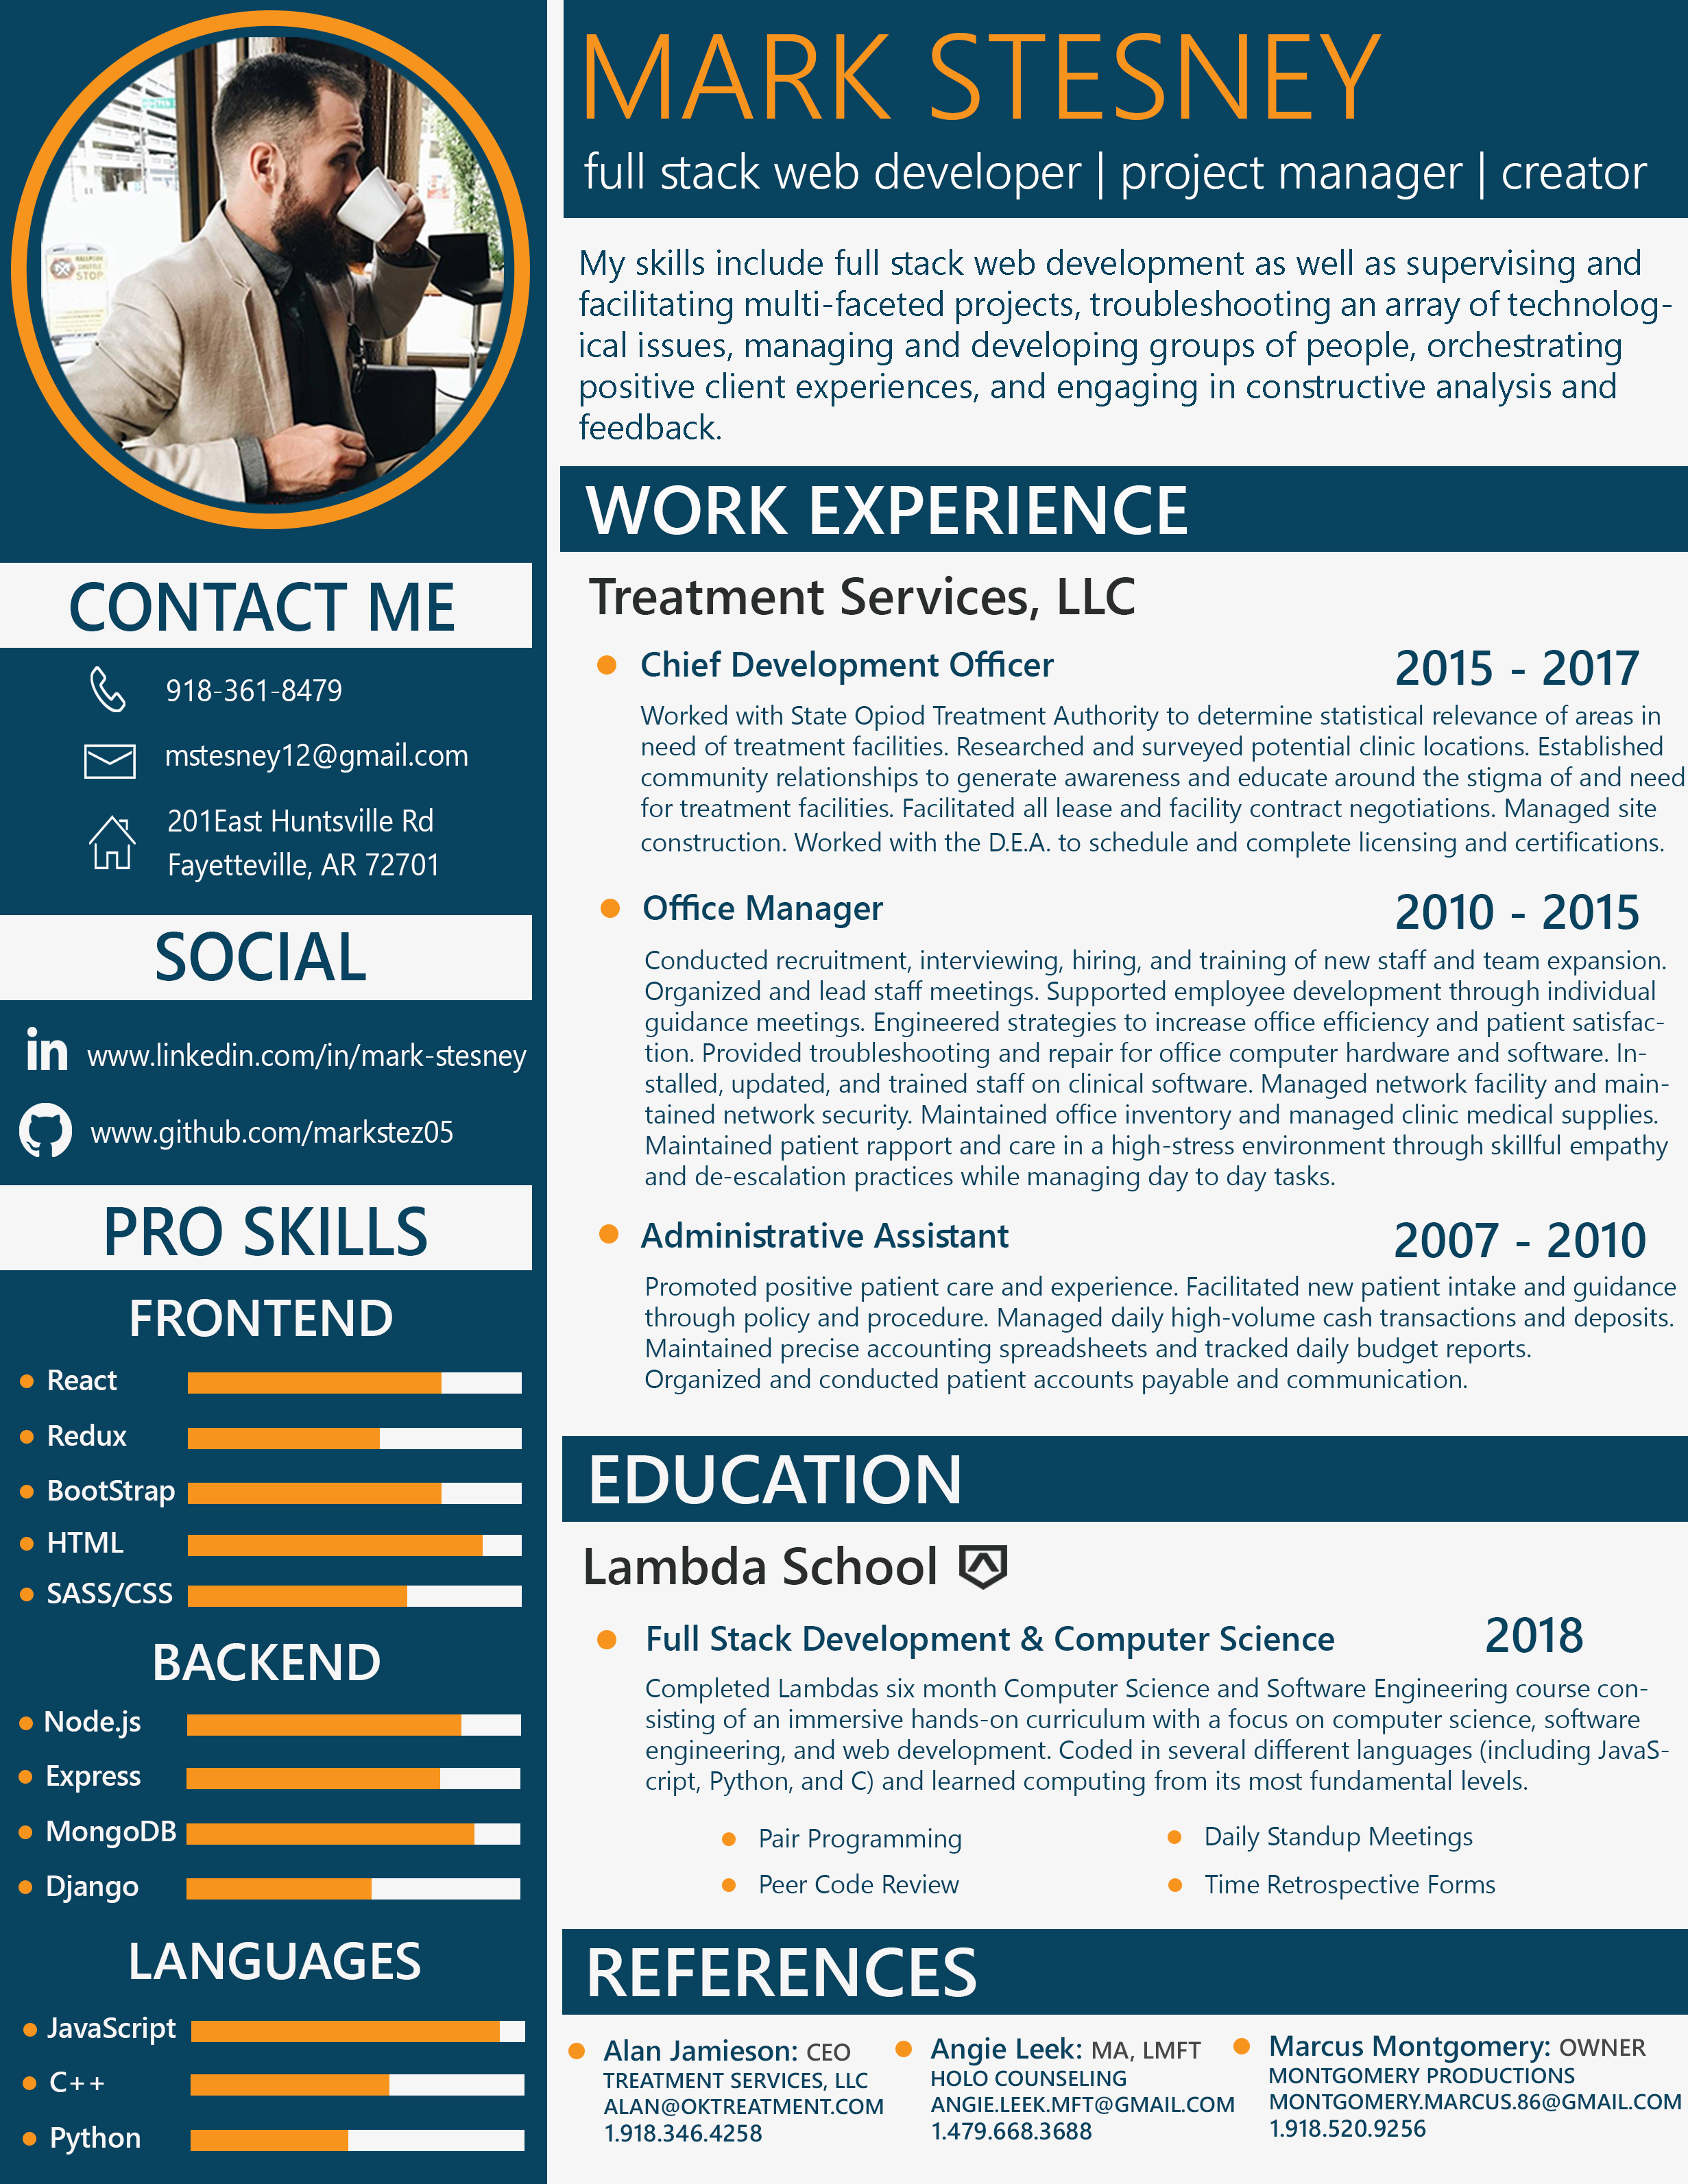 MARK STESNEY
full stack web developer | project manager | creator
My skills include full stack web development as well as supervising and
facilitating multi-faceted projects, troubleshooting an array of technolog-
ical issues, managing and developing groups of people, orchestrating
positive client experiences, and engaging in constructive analysis and
feedback.
CONTACT ME
918-361-8479
mstesney12@gmail.com
201East Huntsville Rd
Fayetteville, AR 72701
SOCIAL
in www.linkedin.com/in/mark-stesney
www.github.com/markstez05
PRO SKILLS
FRONTEND
React
Redux
BootStrap
HTML
SASS/CSS
BACKEND
Node.js
Express
MongoDB
Django
LANGUAGES
JavaScript
C++
Python
WORK EXPERIENCE
Treatment Services, LLC
Chief Development Officer 2015 - 2017
Worked with State Opiod Treatment Authority to determine statistical relevance of areas in
need of treatment facilities. Researched and surveyed potential clinic locations. Established
community relationships to generate awareness and educate around the stigma of and need
for treatment facilities. Facilitated all lease and facility contract negotiations. Managed site
construction. Worked with the D.E.A. to schedule and complete licensing and certifications.
Office Manager 2010 - 2015
Conducted recruitment, interviewing, hiring, and training of new staff and team expansion.
Organized and lead staff meetings. Supported employee development through individual
guidance meetings. Engineered strategies to increase office efficiency and patient satisfac-
tion. Provided troubleshooting and repair for office computer hardware and software. In-
stalled, updated, and trained staff on clinical software. Managed network facility and main-
tained network security. Maintained office inventory and managed clinic medical supplies.
Maintained patient rapport and care in a high-stress environment through skillful empathy
and de-escalation practices while managing day to day tasks.
Administrative Assistant 2007 - 2010
Promoted positive patient care and experience. Facilitated new patient intake and guidance
through policy and procedure. Managed daily high-volume cash transactions and deposits.
Maintained precise accounting spreadsheets and tracked daily budget reports.
Organized and conducted patient accounts payable and communication.
EDUCATION
Lambda School
Full Stack Development & Computer Science 2018
Completed Lambdas six month Computer Science and Software Engineering course con-
sisting of an immersive hands-on curriculum with a focus on computer science, software
engineering, and web development. Coded in several different languages (including JavaS-
cript, Python, and C) and learned computing from its most fundamental levels.
Pair Programming
Daily Standup Meetings
Peer Code Review
Time Retrospective Forms
REFERENCES
Alan Jamieson: CEO
TREATMENT SERVICES, LLC
ALAN@OKTREATMENT.COM
1.918.346.4258
Angie Leek: MA, LMFT
HOLO COUNSELING
ANGIE.LEEK.MFT@GMAIL.COM
1.479.668.3688
Marcus Montgomery: OWNER
MONTGOMERY PRODUCTIONS
MONTGOMERY.MARCUS.86@GMAIL.COM
1.918.520.9256